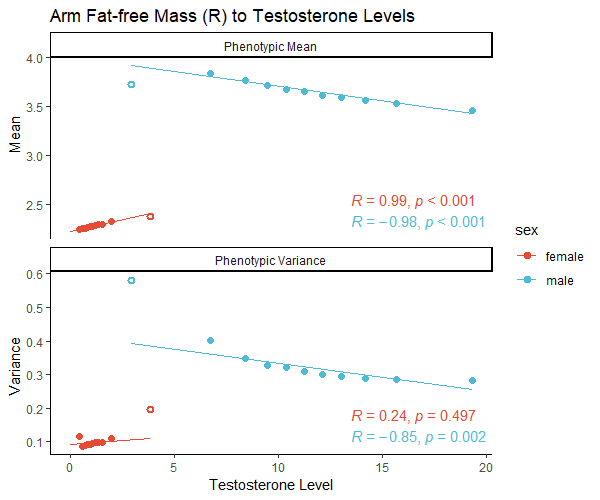 Arm Fat-free Mass (R) to Testosterone Levels
Phenotypic Mean
4.0
3.5
3.0
2.5
Mean
R = 0.99, p < 0.001
R = −0.98, p < 0.001
sex
female
male
Phenotypic Variance
0.6
0.5
0.4
0.3
0.2
0.1
Variance
R = 0.24, p = 0.497
R = −0.85, p = 0.002
0 5 10 15 20
Testosterone Level